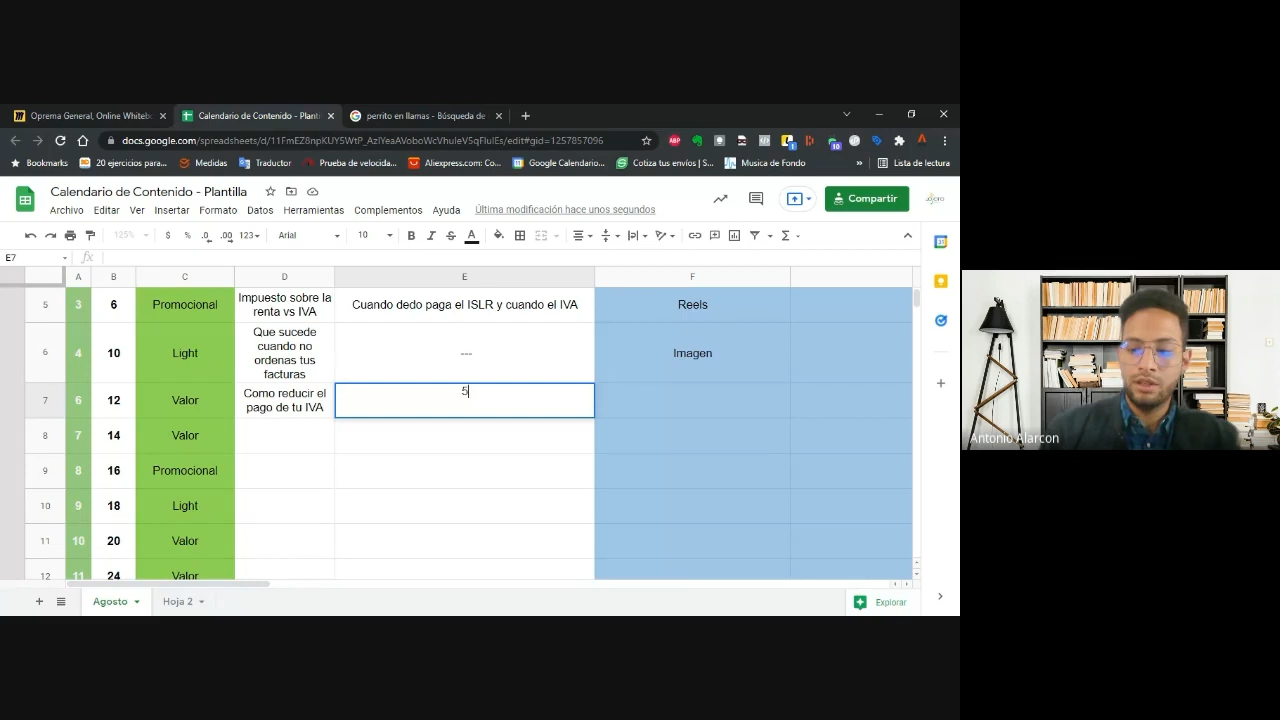 Oprema General, Online Whiteb
Calendario de Contenido - Planti
perrito en llamas - Búsqueda de
docs.google.com/spreadsheets/d/11FmEZ8npKUY5WtP_AzIYeAVoboWcVhuIeV5qFIuIEs/edit#gid=1257857096
Bookmarks
20 ejercicios para...
Medidas
Traductor
Prueba de velocida...
Aliexpress.com: Co...
Google Calendario...
Cotiza tus envíos | S...
Musica de Fondo
»
Lista de lectura
Calendario de Contenido - Plantilla
Compartir
Archivo Editar Ver Insertar Formato Datos Herramientas Complementos Ayuda Última modificación hace unos segundos
125% $ % .0 .00 123 Arial 10 B I S A
E7 fx
A B C D E F
5 3 6 Promocional Impuesto sobre la renta vs IVA Cuando dedo paga el ISLR y cuando el IVA Reels
6 4 10 Light Que sucede cuando no ordenas tus facturas --- Imagen
7 6 12 Valor Como reducir el pago de tu IVA 5
8 7 14 Valor
9 8 16 Promocional
10 9 18 Light
11 10 20 Valor
12 11 24 Valor
Agosto Hoja 2 Explorar
Antonio Alarcon